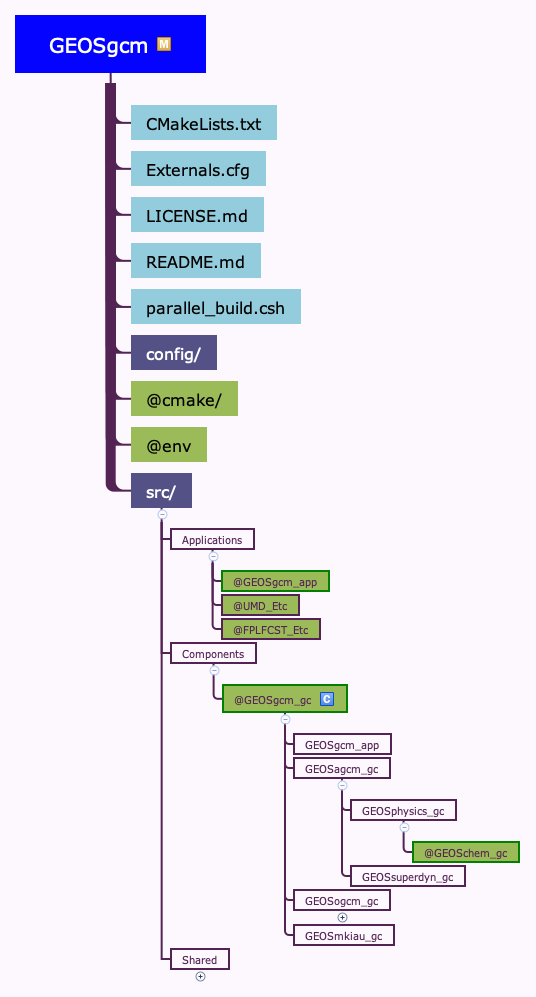 GEOSgcm M
CMakeLists.txt
Externals.cfg
LICENSE.md
README.md
parallel_build.csh
config/
@cmake/
@env
src/
Applications
@GEOSgcm_app
@UMD_Etc
@FPLFCST_Etc
Components
@GEOSgcm_gc C
GEOSgcm_app
GEOSagcm_gc
GEOSphysics_gc
@GEOSchem_gc
GEOSsuperdyn_gc
GEOSogcm_gc
GEOSmkiau_gc
Shared